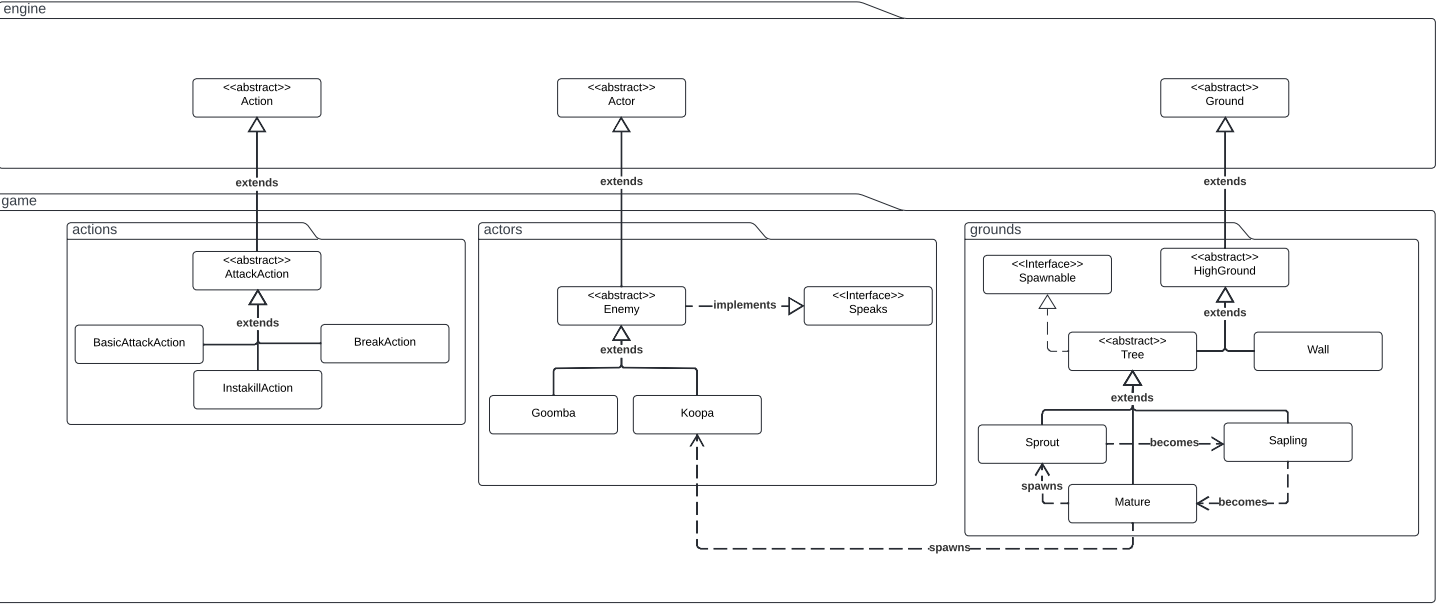 engine
<<abstract>>
Action
<<abstract>>
Actor
<<abstract>>
Ground
extends
extends
extends
game
actions
<<abstract>>
AttackAction
extends
BasicAttackAction
BreakAction
InstakillAction
actors
<<abstract>>
Enemy
implements
<<Interface>>
Speaks
extends
Goomba
Koopa
grounds
<<Interface>>
Spawnable
<<abstract>>
HighGround
extends
<<abstract>>
Tree
Wall
extends
Sprout
becomes
Sapling
spawns
Mature
becomes
spawns